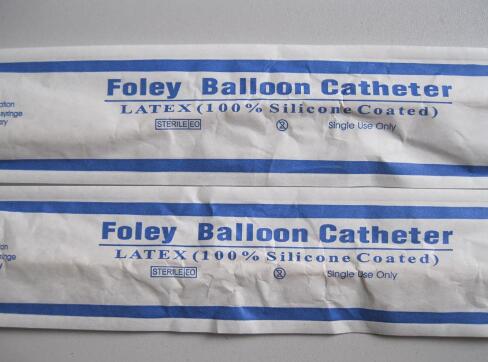 Foley Balloon Catheter
LATEX (100% Silicone Coated)
STERILE EO Single Use Only
syringe
Foley Balloon Catheter
LATEX (100% Silicone Coated)
STERILE EO Single Use Only